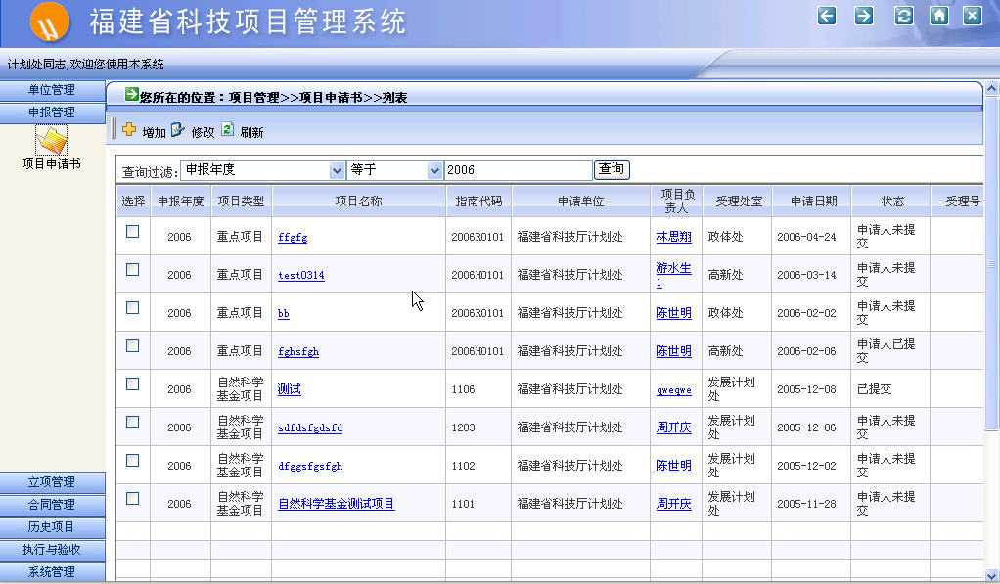 福建省科技项目管理系统
计划处同志,欢迎您使用本系统
单位管理
申报管理
项目申请书
立项管理
合同管理
历史项目
执行与验收
系统管理
您所在的位置：项目管理>>项目申请书>>列表
增加 修改 刷新
查询过滤: 申报年度 等于 2006 查询
选择 申报年度 项目类型 项目名称 指南代码 申请单位 项目负责人 受理处室 申请日期 状态 受理号
2006 重点项目 ffgfg 2006R0101 福建省科技厅计划处 林思翔 政体处 2006-04-24 申请人未提交
2006 重点项目 test0314 2006H0101 福建省科技厅计划处 游水生1 高新处 2006-03-14 申请人未提交
2006 重点项目 bb 2006R0101 福建省科技厅计划处 陈世明 政体处 2006-02-02 申请人未提交
2006 重点项目 fghsfgh 2006H0101 福建省科技厅计划处 陈世明 高新处 2006-02-06 申请人已提交
2006 自然科学基金项目 测试 1106 福建省科技厅计划处 qweqwe 发展计划处 2005-12-08 已提交
2006 自然科学基金项目 sdfdsfgdsfd 1203 福建省科技厅计划处 周开庆 发展计划处 2005-12-06 申请人未提交
2006 自然科学基金项目 dfggsfgsfgh 1102 福建省科技厅计划处 陈世明 发展计划处 2005-12-02 申请人未提交
2006 自然科学基金项目 自然科学基金测试项目 1101 福建省科技厅计划处 周开庆 发展计划处 2005-11-28 申请人未提交